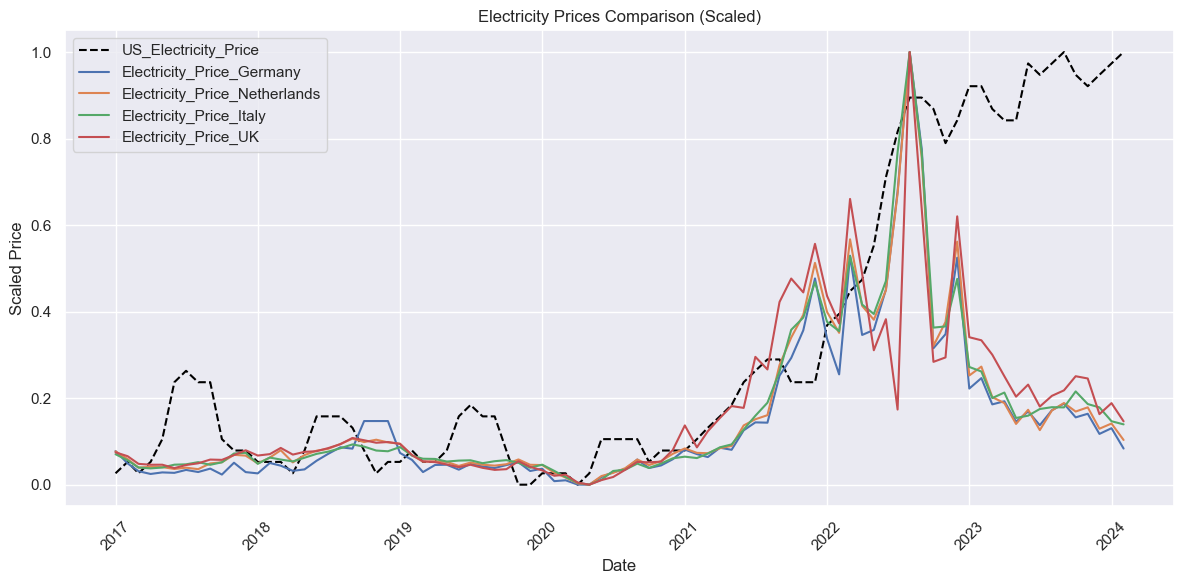 Electricity Prices Comparison (Scaled)
US_Electricity_Price
Electricity_Price_Germany
Electricity_Price_Netherlands
Electricity_Price_Italy
Electricity_Price_UK
Scaled Price
1.0
0.8
0.6
0.4
0.2
0.0
2017 2018 2019 2020 2021 2022 2023 2024
Date